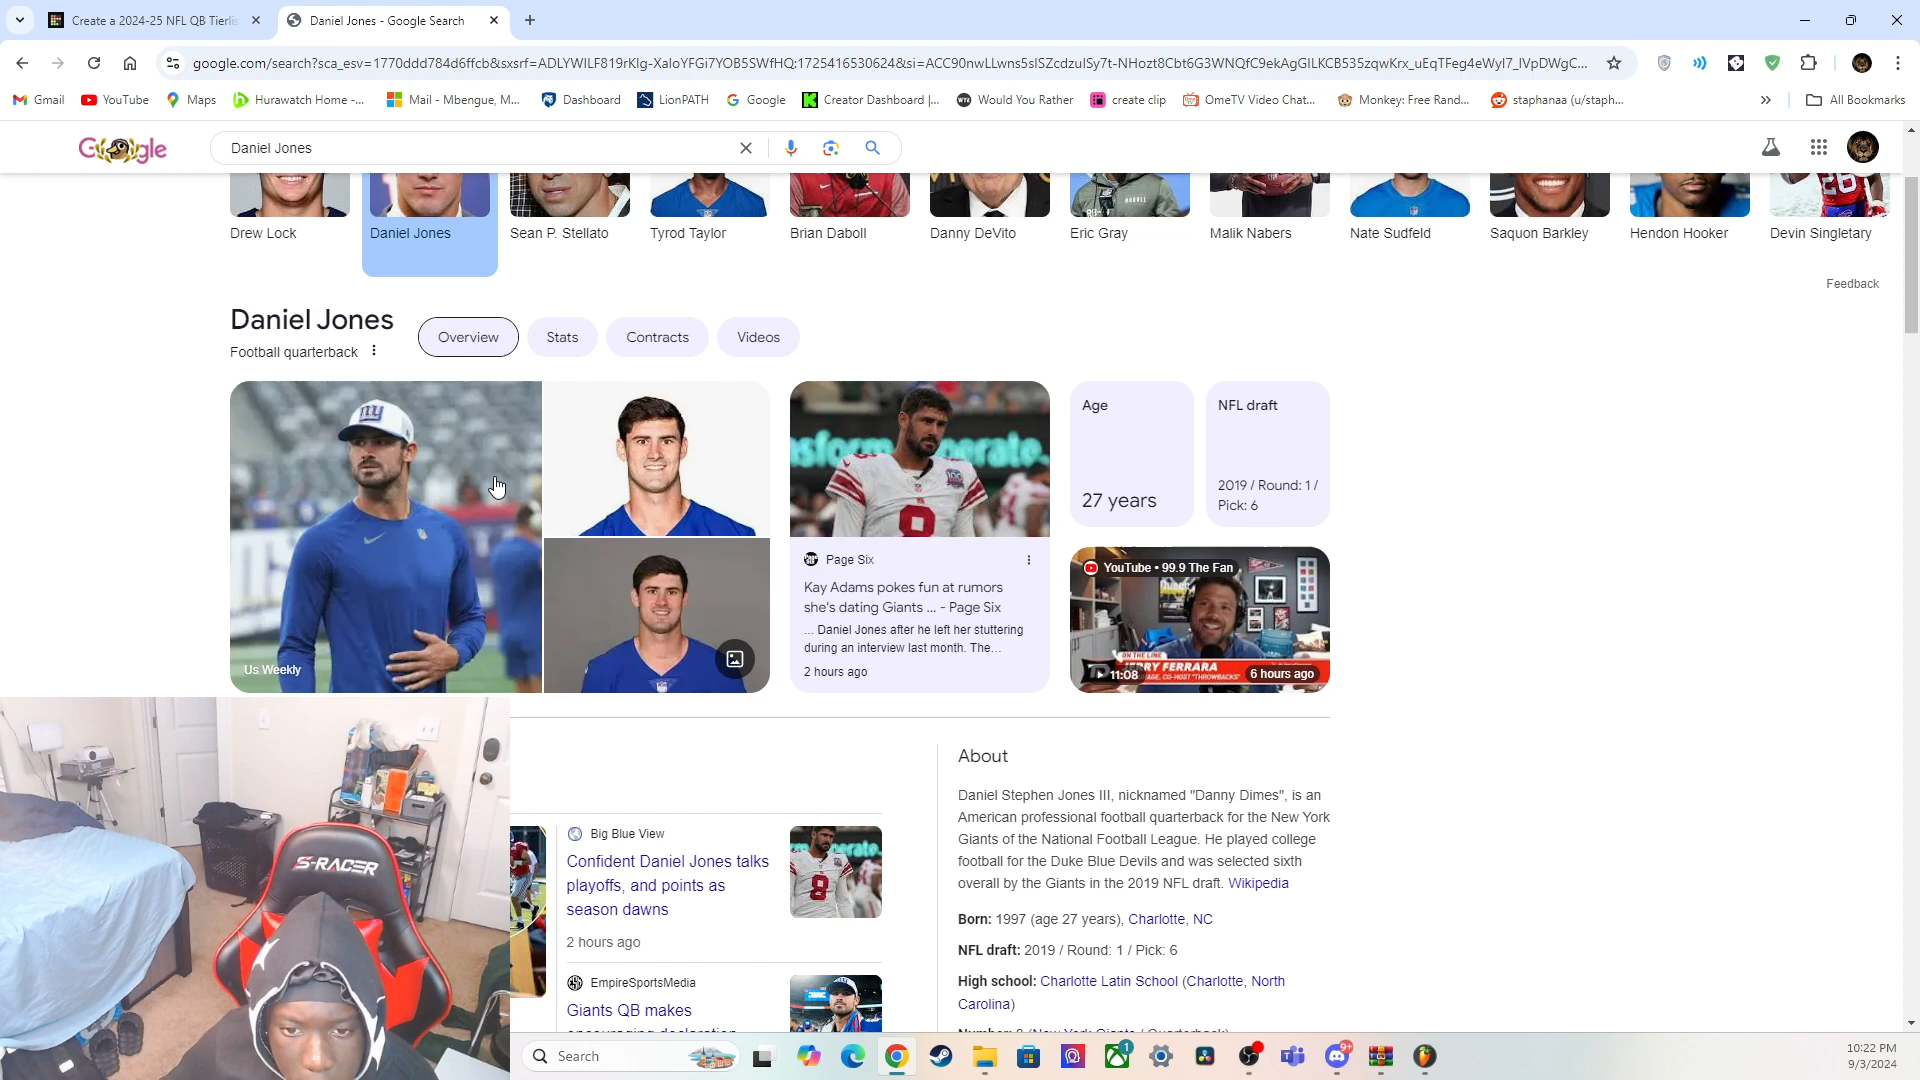 Create a 2024-25 NFL QB Tierlis
Daniel Jones - Google Search
google.com/search?sca_esv=1770ddd784d6ffcb&sxsrf=ADLYWILF819rKIg-XaloYFGi7YOB5SWfHQ:1725416530624&si=ACC90nwLLwns5sISZcdzuISy7t-NHozt8Cbt6G3WNQfC9ekAgGILKCB535zqwKrx_uEqTFeg4eWyI7_IVpDWgC...
Gmail YouTube Maps Hurawatch Home -... Mail - Mbengue, M... Dashboard LionPATH Google Creator Dashboard |... Would You Rather create clip OmeTV Video Chat... Monkey: Free Rand... staphanaa (u/staph... » All Bookmarks
Google
Daniel Jones
Drew Lock Daniel Jones Sean P. Stellato Tyrod Taylor Brian Daboll Danny DeVito Eric Gray Malik Nabers Nate Sudfeld Saquon Barkley Hendon Hooker Devin Singletary
Feedback
Daniel Jones
Football quarterback
Overview Stats Contracts Videos
Us Weekly
Page Six
Kay Adams pokes fun at rumors
she's dating Giants ... - Page Six
... Daniel Jones after he left her stuttering
during an interview last month. The...
2 hours ago
Age
27 years
NFL draft
2019 / Round: 1 /
Pick: 6
YouTube • 99.9 The Fan
ON THE LINE
JERRY FERRARA
11:08
6 hours ago
Big Blue View
Confident Daniel Jones talks
playoffs, and points as
season dawns
2 hours ago
EmpireSportsMedia
Giants QB makes
About
Daniel Stephen Jones III, nicknamed "Danny Dimes", is an
American professional football quarterback for the New York
Giants of the National Football League. He played college
football for the Duke Blue Devils and was selected sixth
overall by the Giants in the 2019 NFL draft. Wikipedia
Born: 1997 (age 27 years), Charlotte, NC
NFL draft: 2019 / Round: 1 / Pick: 6
High school: Charlotte Latin School (Charlotte, North
Carolina)
S-RACER
Search
1
9+
10:22 PM
9/3/2024